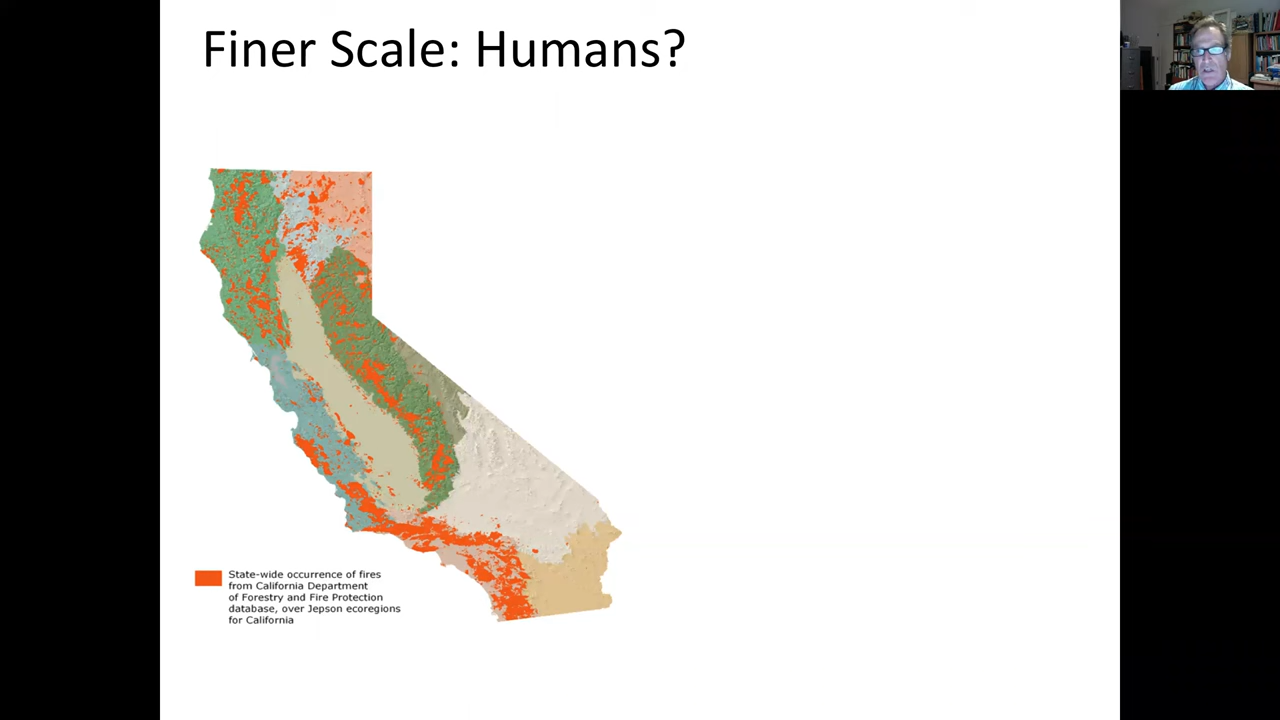 Finer Scale: Humans?
State-wide occurrence of fires
from California Department
of Forestry and Fire Protection
database, over Jepson ecoregions
for California